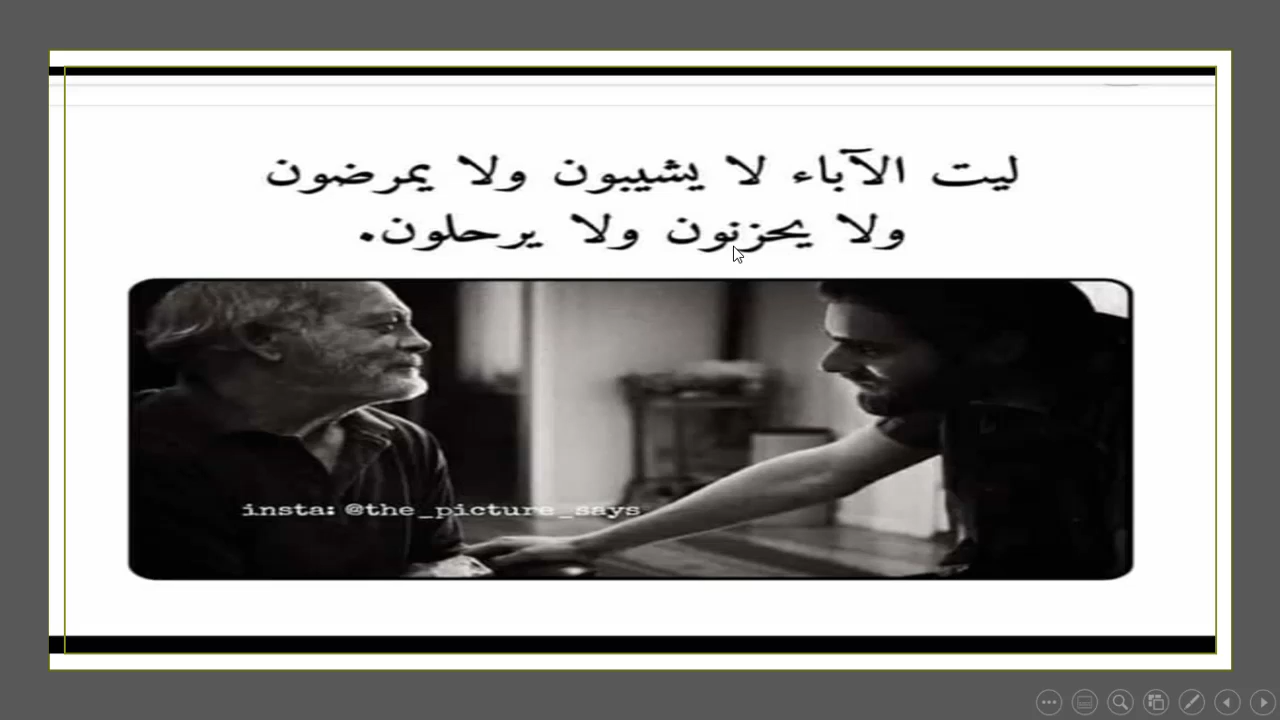 ليت الآباء لا يشيبون ولا يمرضون
ولا يحزنون ولا يرحلون.
insta: @the_picture_says